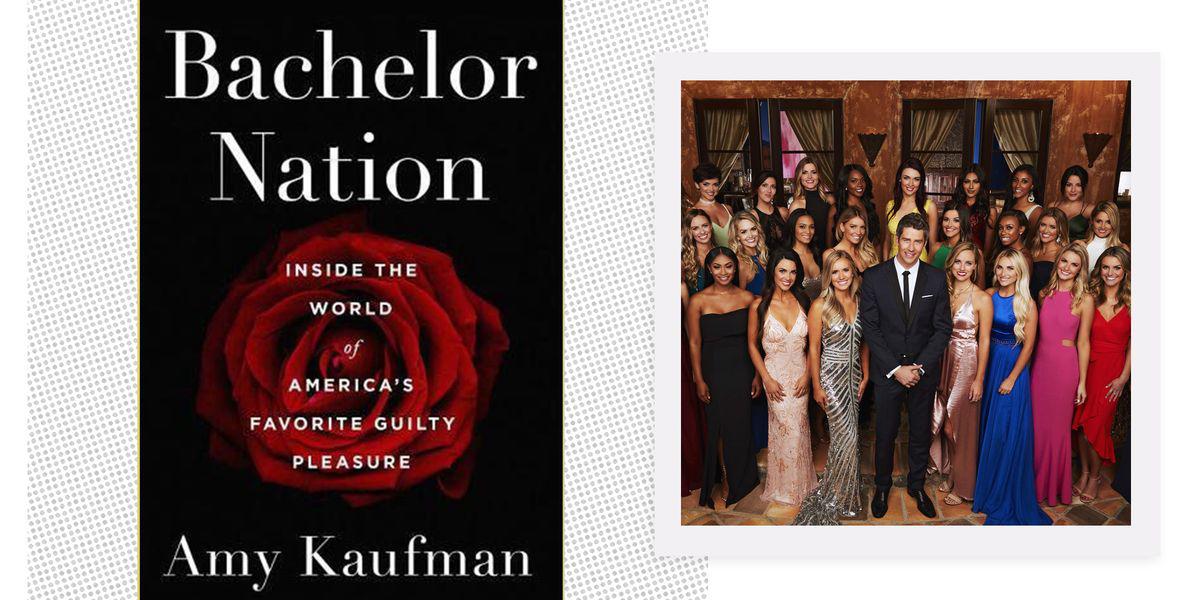 Bachelor
Nation
INSIDE THE
WORLD
of
AMERICA'S
FAVORITE GUILTY
PLEASURE
Amy Kaufman